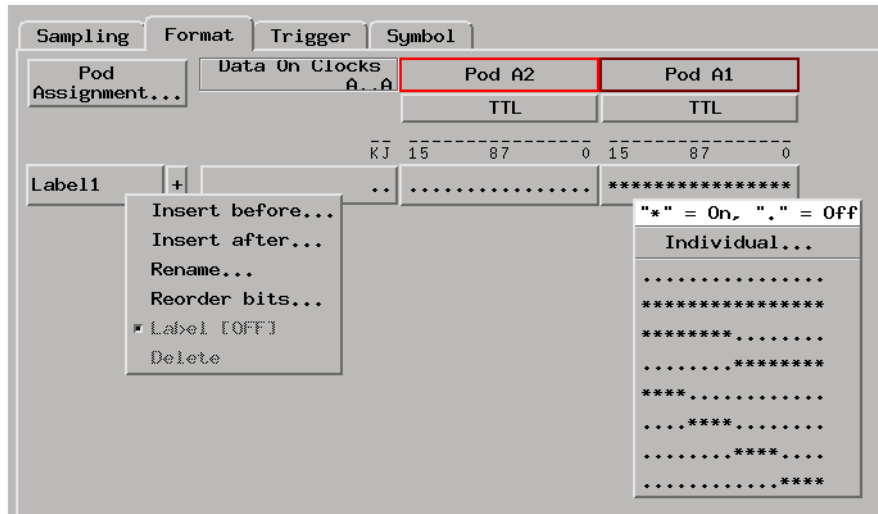 Sampling Format Trigger Symbol
Pod Assignment... Data On Clocks A..A Pod A2 Pod A1
TTL TTL
KJ 15 87 0 15 87 0
Label1 + .. ................ ****************
Insert before...
Insert after...
Rename...
Reorder bits...
Label [OFF]
Delete
"*" = On, "." = Off
Individual...
................
****************
********........
........********
****............
....****........
........****....
............****